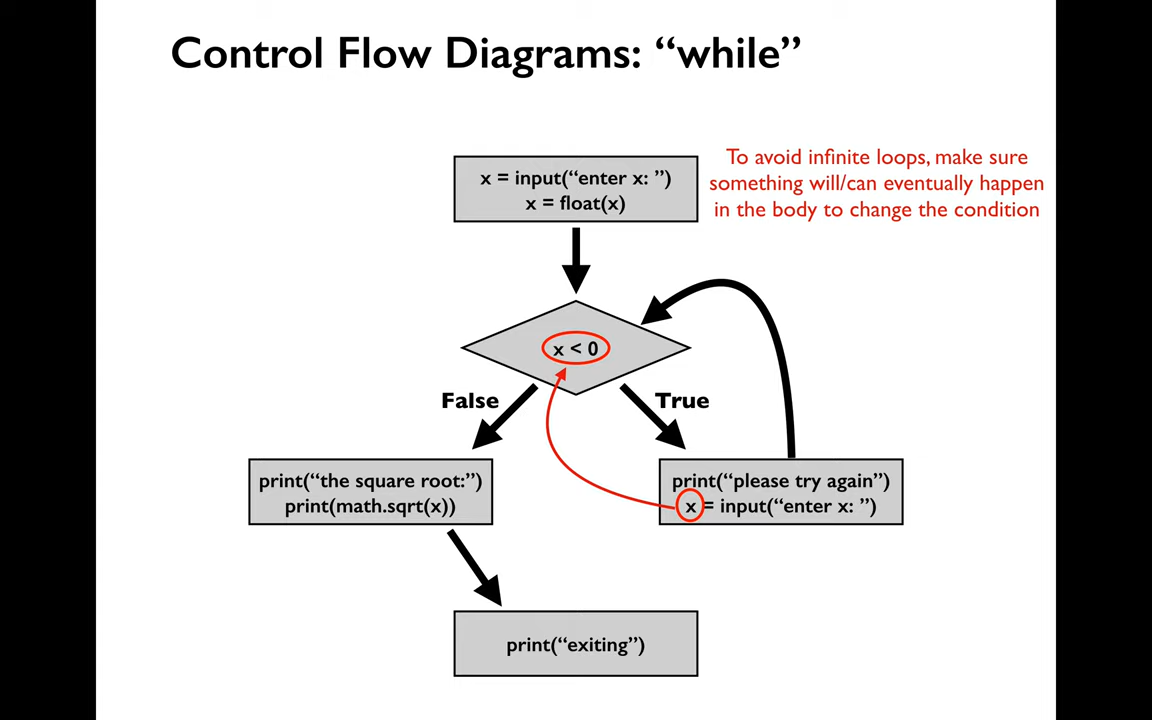 Control Flow Diagrams: “while”
x = input(“enter x: ”)
x = float(x)
To avoid infinite loops, make sure
something will/can eventually happen
in the body to change the condition
x < 0
False
True
print(“the square root:”)
print(math.sqrt(x))
print(“please try again”)
x = input(“enter x: ”)
print(“exiting”)